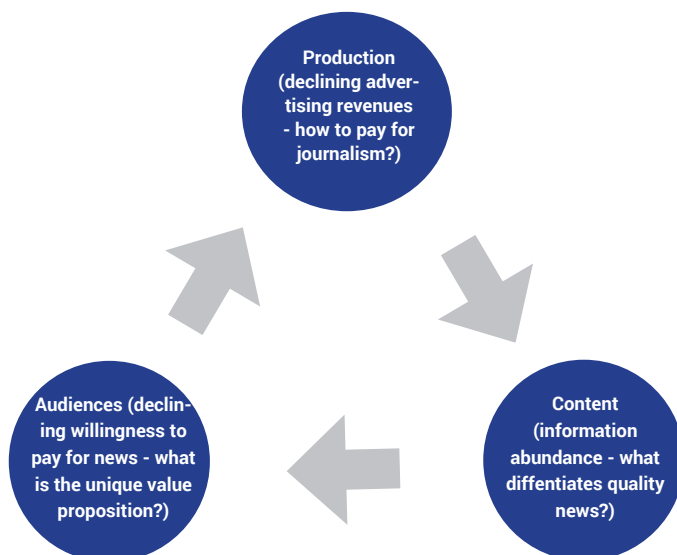 Production
(declining adver-
tising revenues
- how to pay for
journalism?)
Content
(information
abundance - what
diffentiates quality
news?)
Audiences (declin-
ing willingness to
pay for news - what
is the unique value
proposition?)